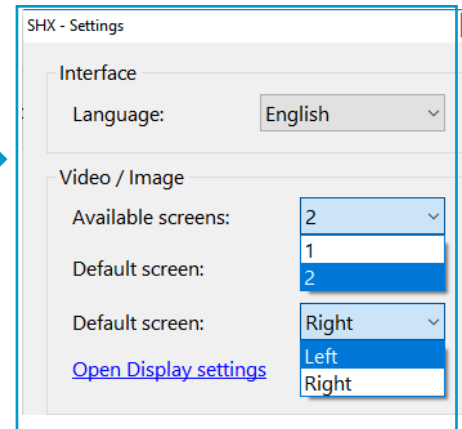 SHX - Settings
Interface
Language: English
Video / Image
Available screens: 2
1
Default screen: 2
Default screen: Right
Open Display settings Left
Right